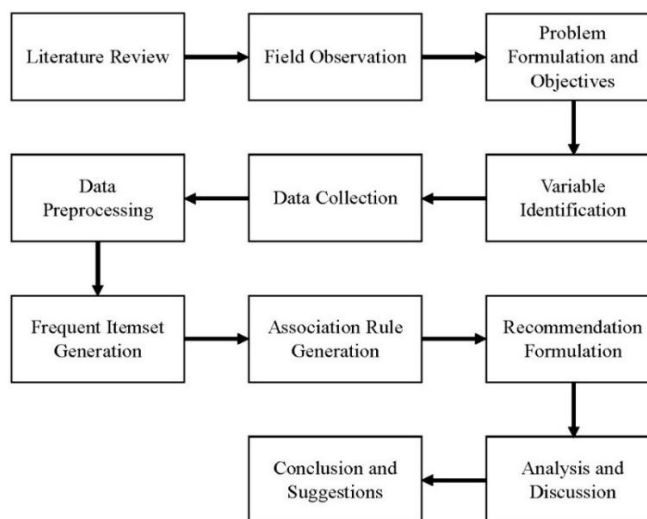 Literature Review
Field Observation
Problem
Formulation and
Objectives
Variable
Identification
Data Collection
Data
Preprocessing
Frequent Itemset
Generation
Association Rule
Generation
Recommendation
Formulation
Analysis and
Discussion
Conclusion and
Suggestions